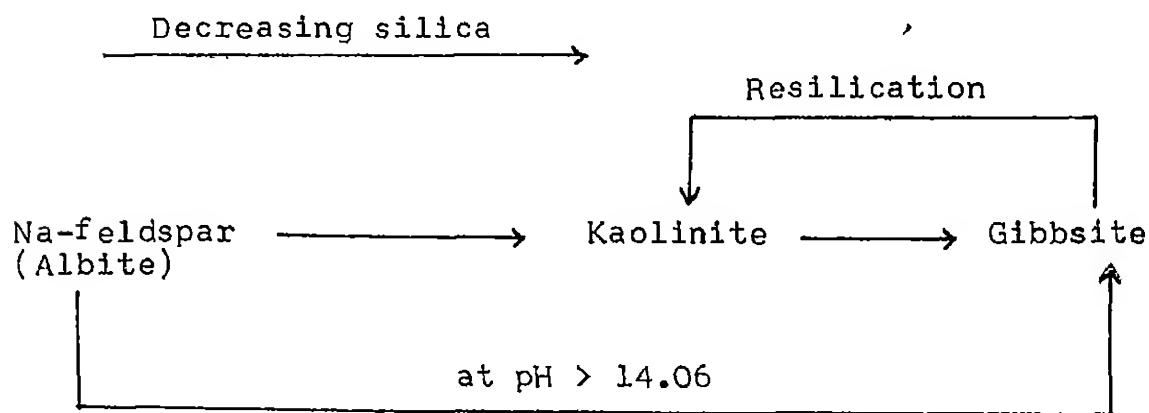 Decreasing silica
Resilication
Na-feldspar Kaolinite Gibbsite
(Albite)
at pH > 14.06